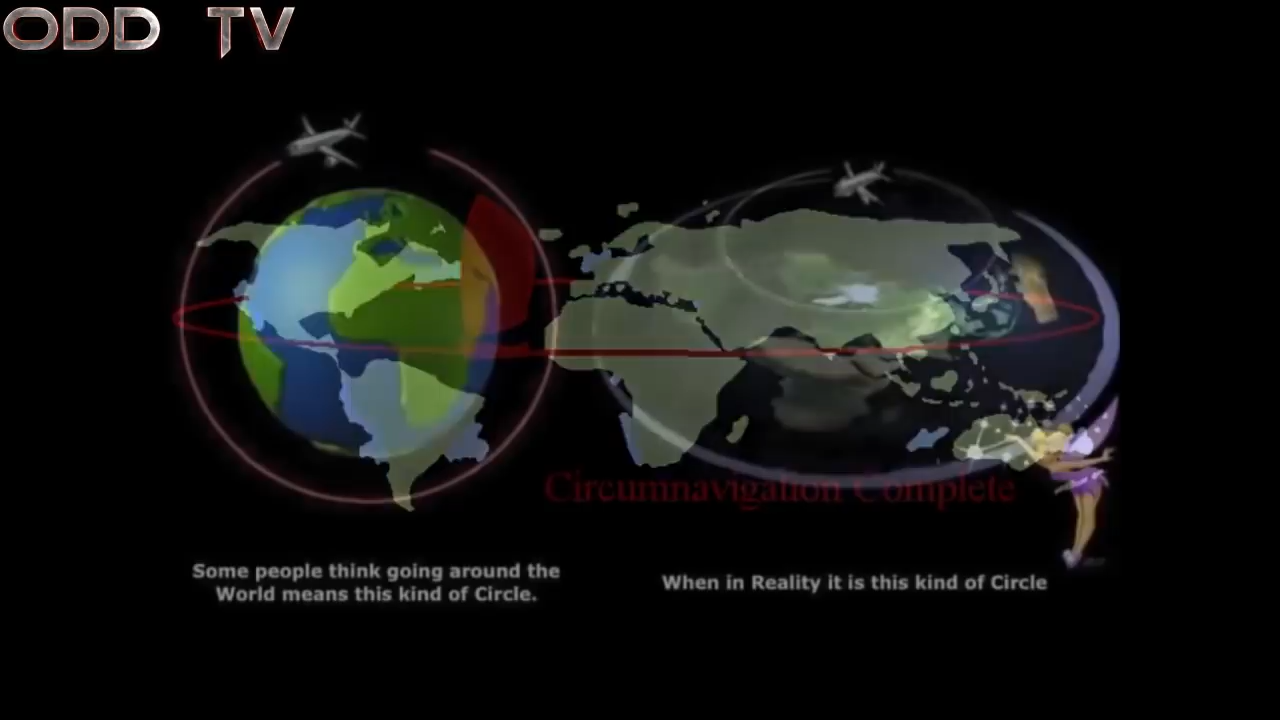 ODD TV
Circumnavigation Complete
Some people think going around the
World means this kind of Circle.
When in Reality it is this kind of Circle